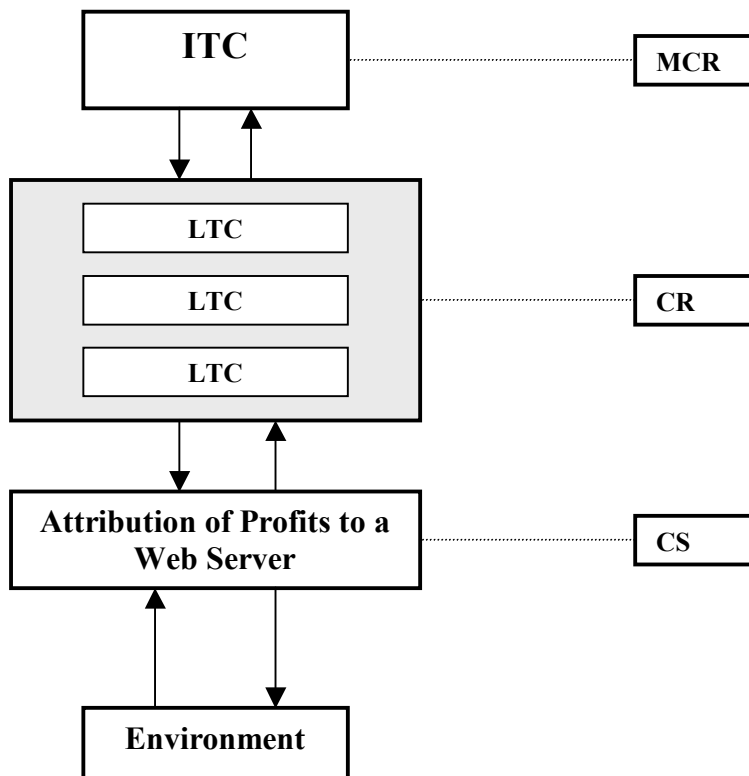 ITC
MCR
LTC
LTC
CR
LTC
Attribution of Profits to a
Web Server
CS
Environment